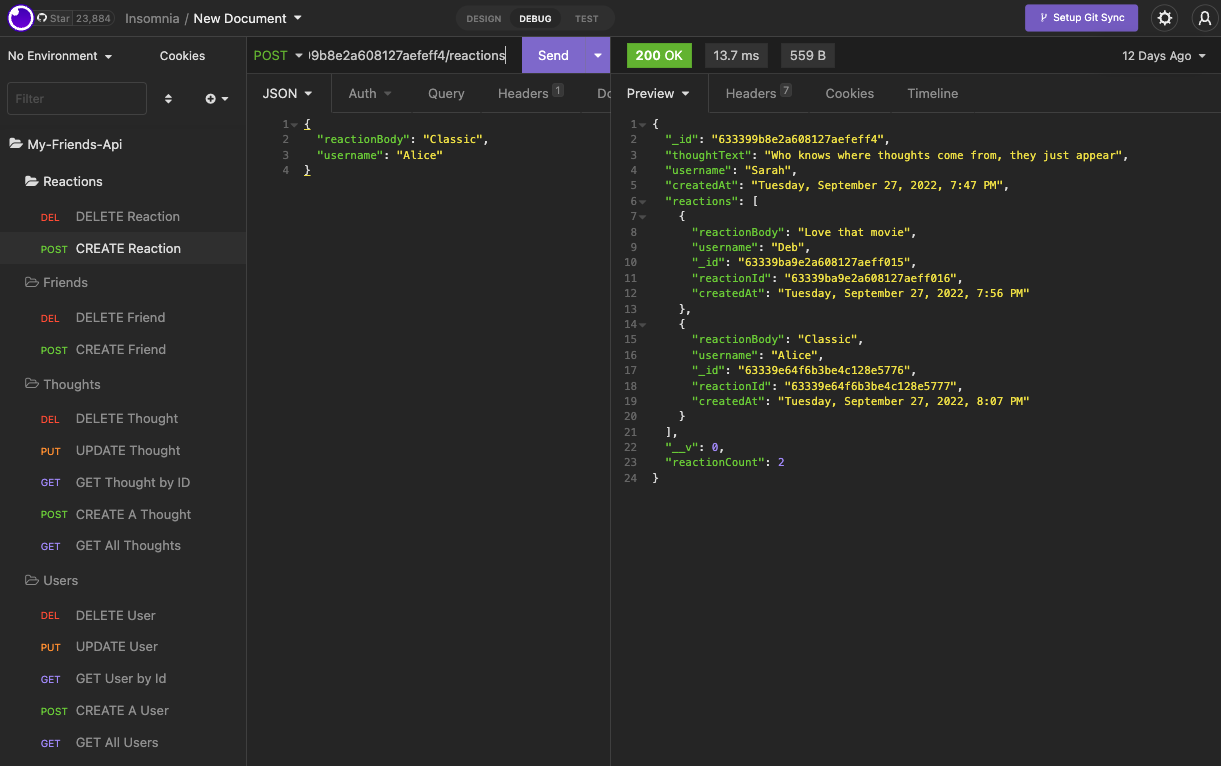 Star 23,884 Insomnia / New Document DESIGN DEBUG TEST Setup Git Sync
No Environment Cookies
Filter
My-Friends-Api
Reactions
DEL DELETE Reaction
POST CREATE Reaction
Friends
DEL DELETE Friend
POST CREATE Friend
Thoughts
DEL DELETE Thought
PUT UPDATE Thought
GET GET Thought by ID
POST CREATE A Thought
GET GET All Thoughts
Users
DEL DELETE User
PUT UPDATE User
GET GET User by Id
POST CREATE A User
GET GET All Users
POST 9b8e2a608127aefeff4/reactions Send
JSON Auth Query Headers 1 Do
1 {
2 "reactionBody": "Classic",
3 "username": "Alice"
4 }
200 OK 13.7 ms 559 B 12 Days Ago
Preview Headers 7 Cookies Timeline
1 {
2 "_id": "633399b8e2a608127aefeff4",
3 "thoughtText": "Who knows where thoughts come from, they just appear",
4 "username": "Sarah",
5 "createdAt": "Tuesday, September 27, 2022, 7:47 PM",
6 "reactions": [
7 {
8 "reactionBody": "Love that movie",
9 "username": "Deb",
10 "_id": "63339ba9e2a608127aeff015",
11 "reactionId": "63339ba9e2a608127aeff016",
12 "createdAt": "Tuesday, September 27, 2022, 7:56 PM"
13 },
14 {
15 "reactionBody": "Classic",
16 "username": "Alice",
17 "_id": "63339e64f6b3be4c128e5776",
18 "reactionId": "63339e64f6b3be4c128e5777",
19 "createdAt": "Tuesday, September 27, 2022, 8:07 PM"
20 }
21 ],
22 "__v": 0,
23 "reactionCount": 2
24 }